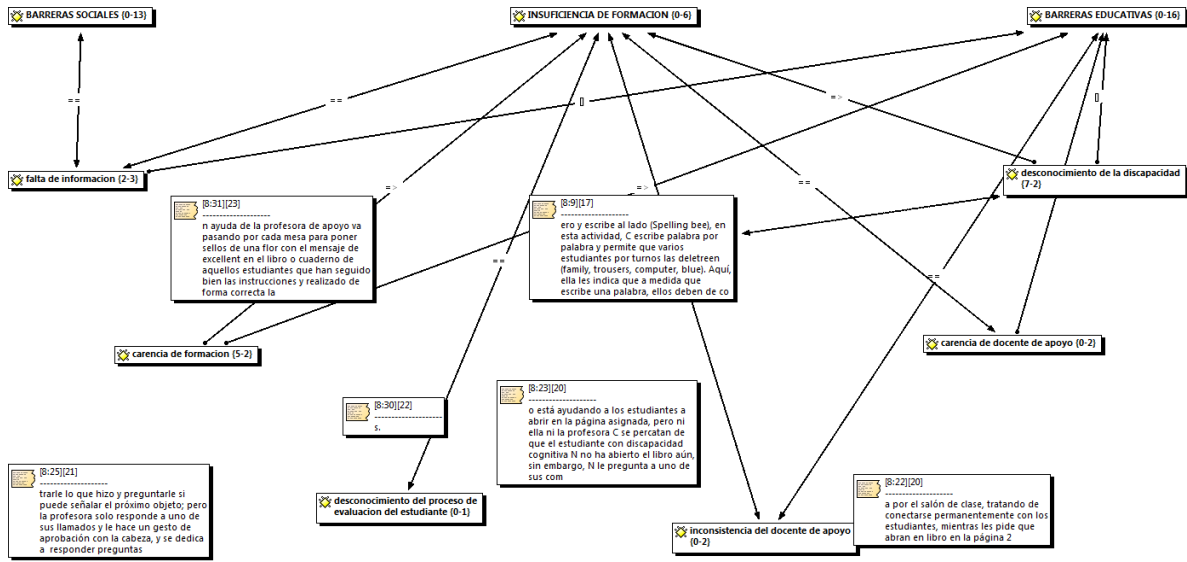 BARRERAS SOCIALES {0-13}
INSUFICIENCIA DE FORMACION {0-6}
BARRERAS EDUCATIVAS {0-16}
==
==
[]
=>
[]
falta de informacion {2-3}
=>
=>
==
desconocimiento de la discapacidad
{7-2}
[8:31][23]
---------------------
n ayuda de la profesora de apoyo va
pasando por cada mesa para poner
sellos de una flor con el mensaje de
excellent en el libro o cuaderno de
aquellos estudiantes que han seguido
bien las instrucciones y realizado de
forma correcta la
[8:9][17]
---------------------
ero y escribe al lado (Spelling bee), en
esta actividad, C escribe palabra por
palabra y permite que varios
estudiantes por turnos las deletreen
(family, trousers, computer, blue). Aquí,
ella les indica que a medida que
escribe una palabra, ellos deben de co
==
==
carencia de formacion {5-2}
carencia de docente de apoyo {0-2}
[8:30][22]
---------------------
s.
[8:23][20]
---------------------
o está ayudando a los estudiantes a
abrir en la página asignada, pero ni
ella ni la profesora C se percatan de
que el estudiante con discapacidad
cognitiva N no ha abierto el libro aún,
sin embargo, N le pregunta a uno de
sus com
[8:25][21]
---------------------
trarle lo que hizo y preguntarle si
puede señalar el próximo objeto; pero
la profesora solo responde a uno de
sus llamados y le hace un gesto de
aprobación con la cabeza, y se dedica
a responder preguntas
desconocimiento del proceso de
evaluacion del estudiante {0-1}
inconsistencia del docente de apoyo
{0-2}
[8:22][20]
---------------------
a por el salón de clase, tratando de
conectarse permanentemente con los
estudiantes, mientras les pide que
abran en libro en la página 2